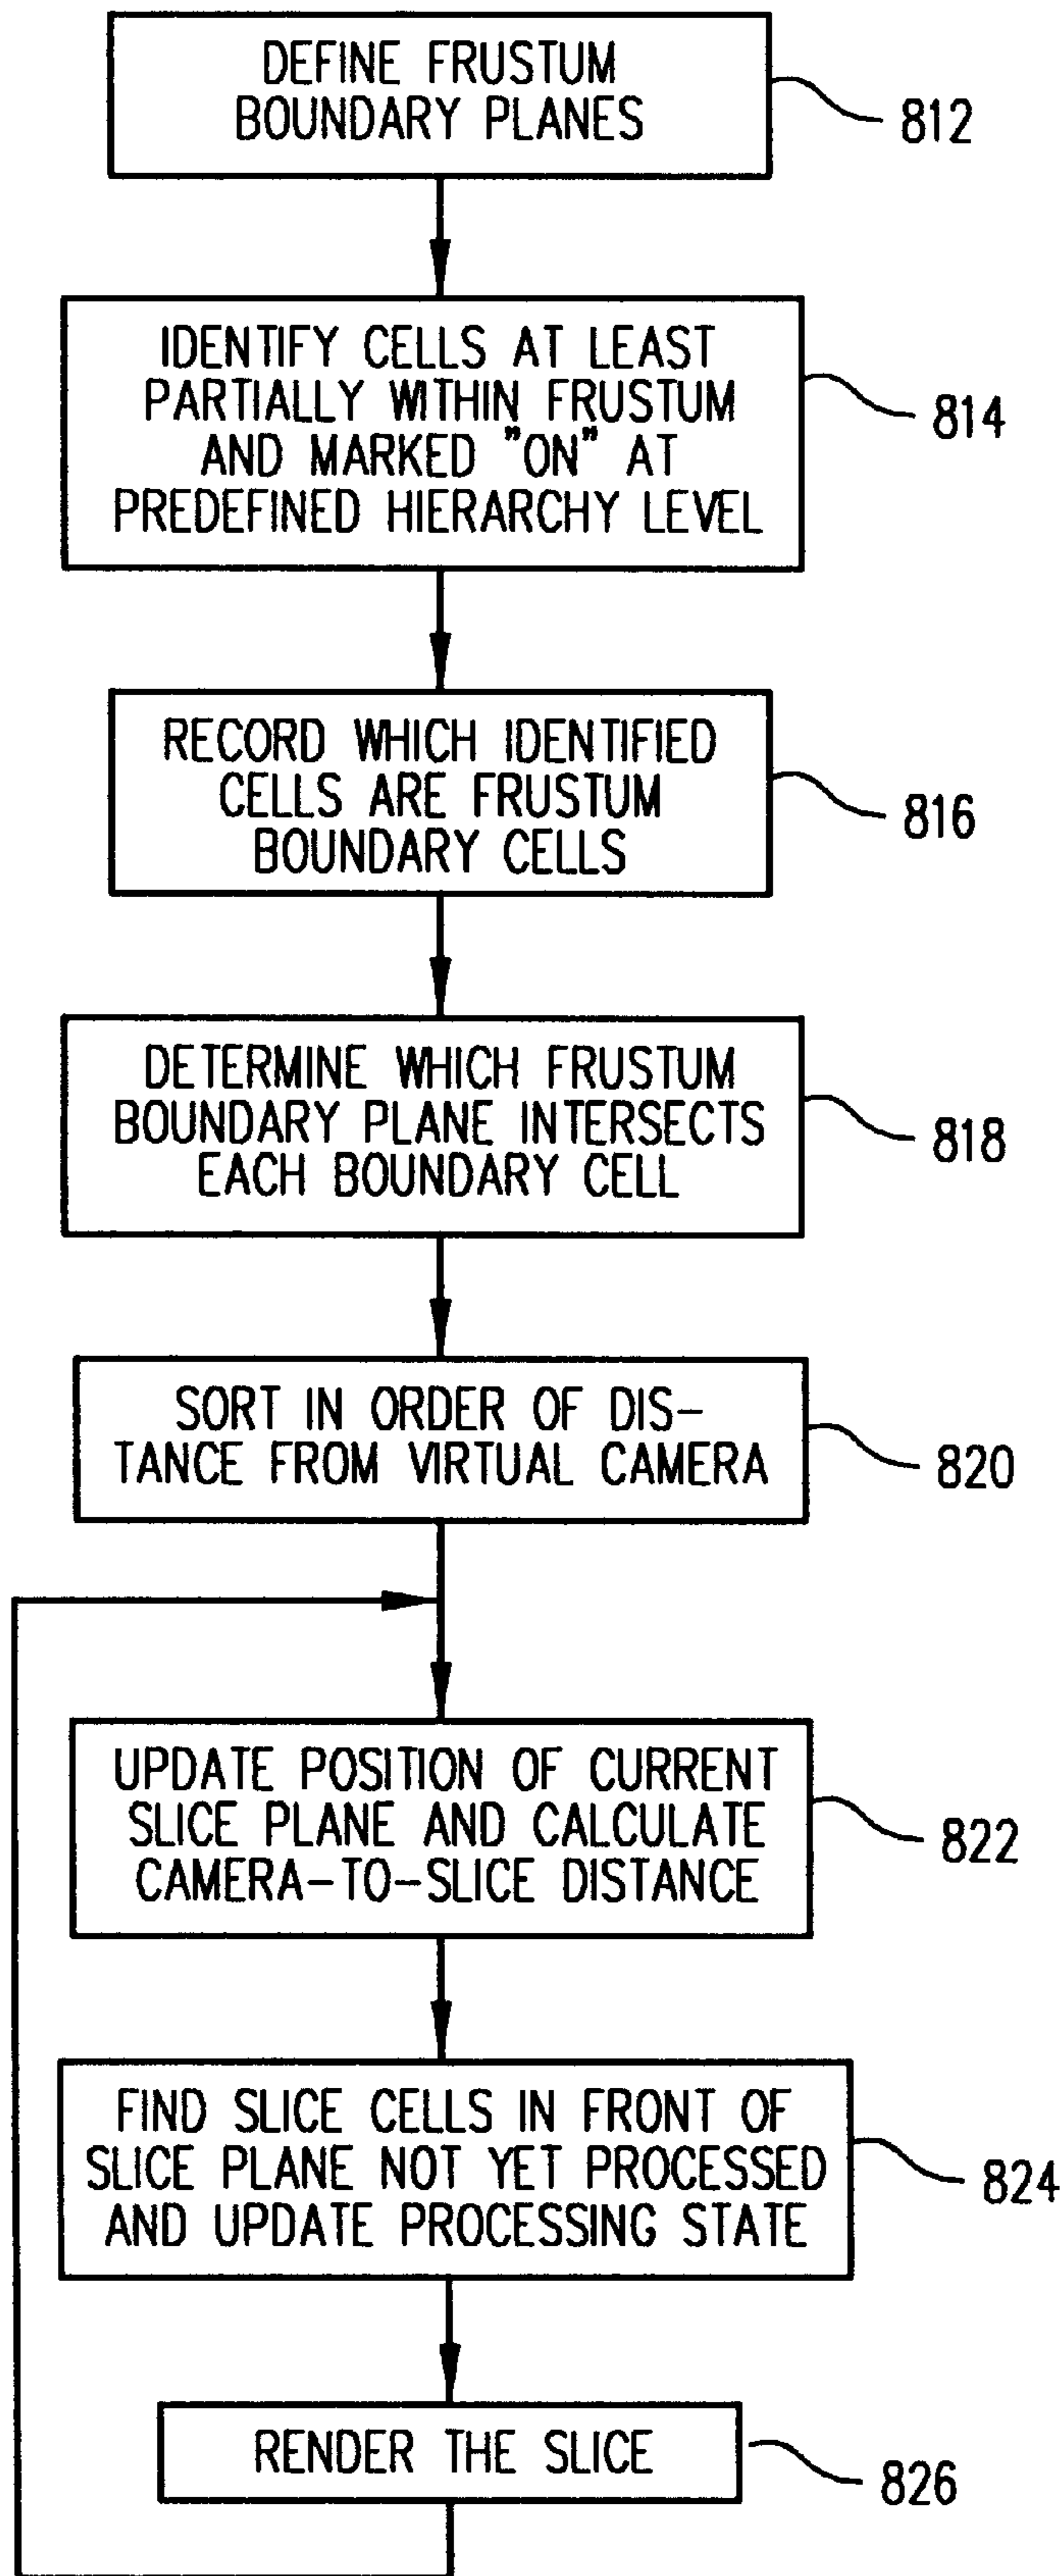 DEFINE FRUSTUM
BOUNDARY PLANES
812
IDENTIFY CELLS AT LEAST
PARTIALLY WITHIN FRUSTUM
AND MARKED "ON" AT
PREDEFINED HIERARCHY LEVEL
814
RECORD WHICH IDENTIFIED
CELLS ARE FRUSTUM
BOUNDARY CELLS
816
DETERMINE WHICH FRUSTUM
BOUNDARY PLANE INTERSECTS
EACH BOUNDARY CELL
818
SORT IN ORDER OF DIS-
TANCE FROM VIRTUAL CAMERA
820
UPDATE POSITION OF CURRENT
SLICE PLANE AND CALCULATE
CAMERA-TO-SLICE DISTANCE
822
FIND SLICE CELLS IN FRONT OF
SLICE PLANE NOT YET PROCESSED
AND UPDATE PROCESSING STATE
824
RENDER THE SLICE
826